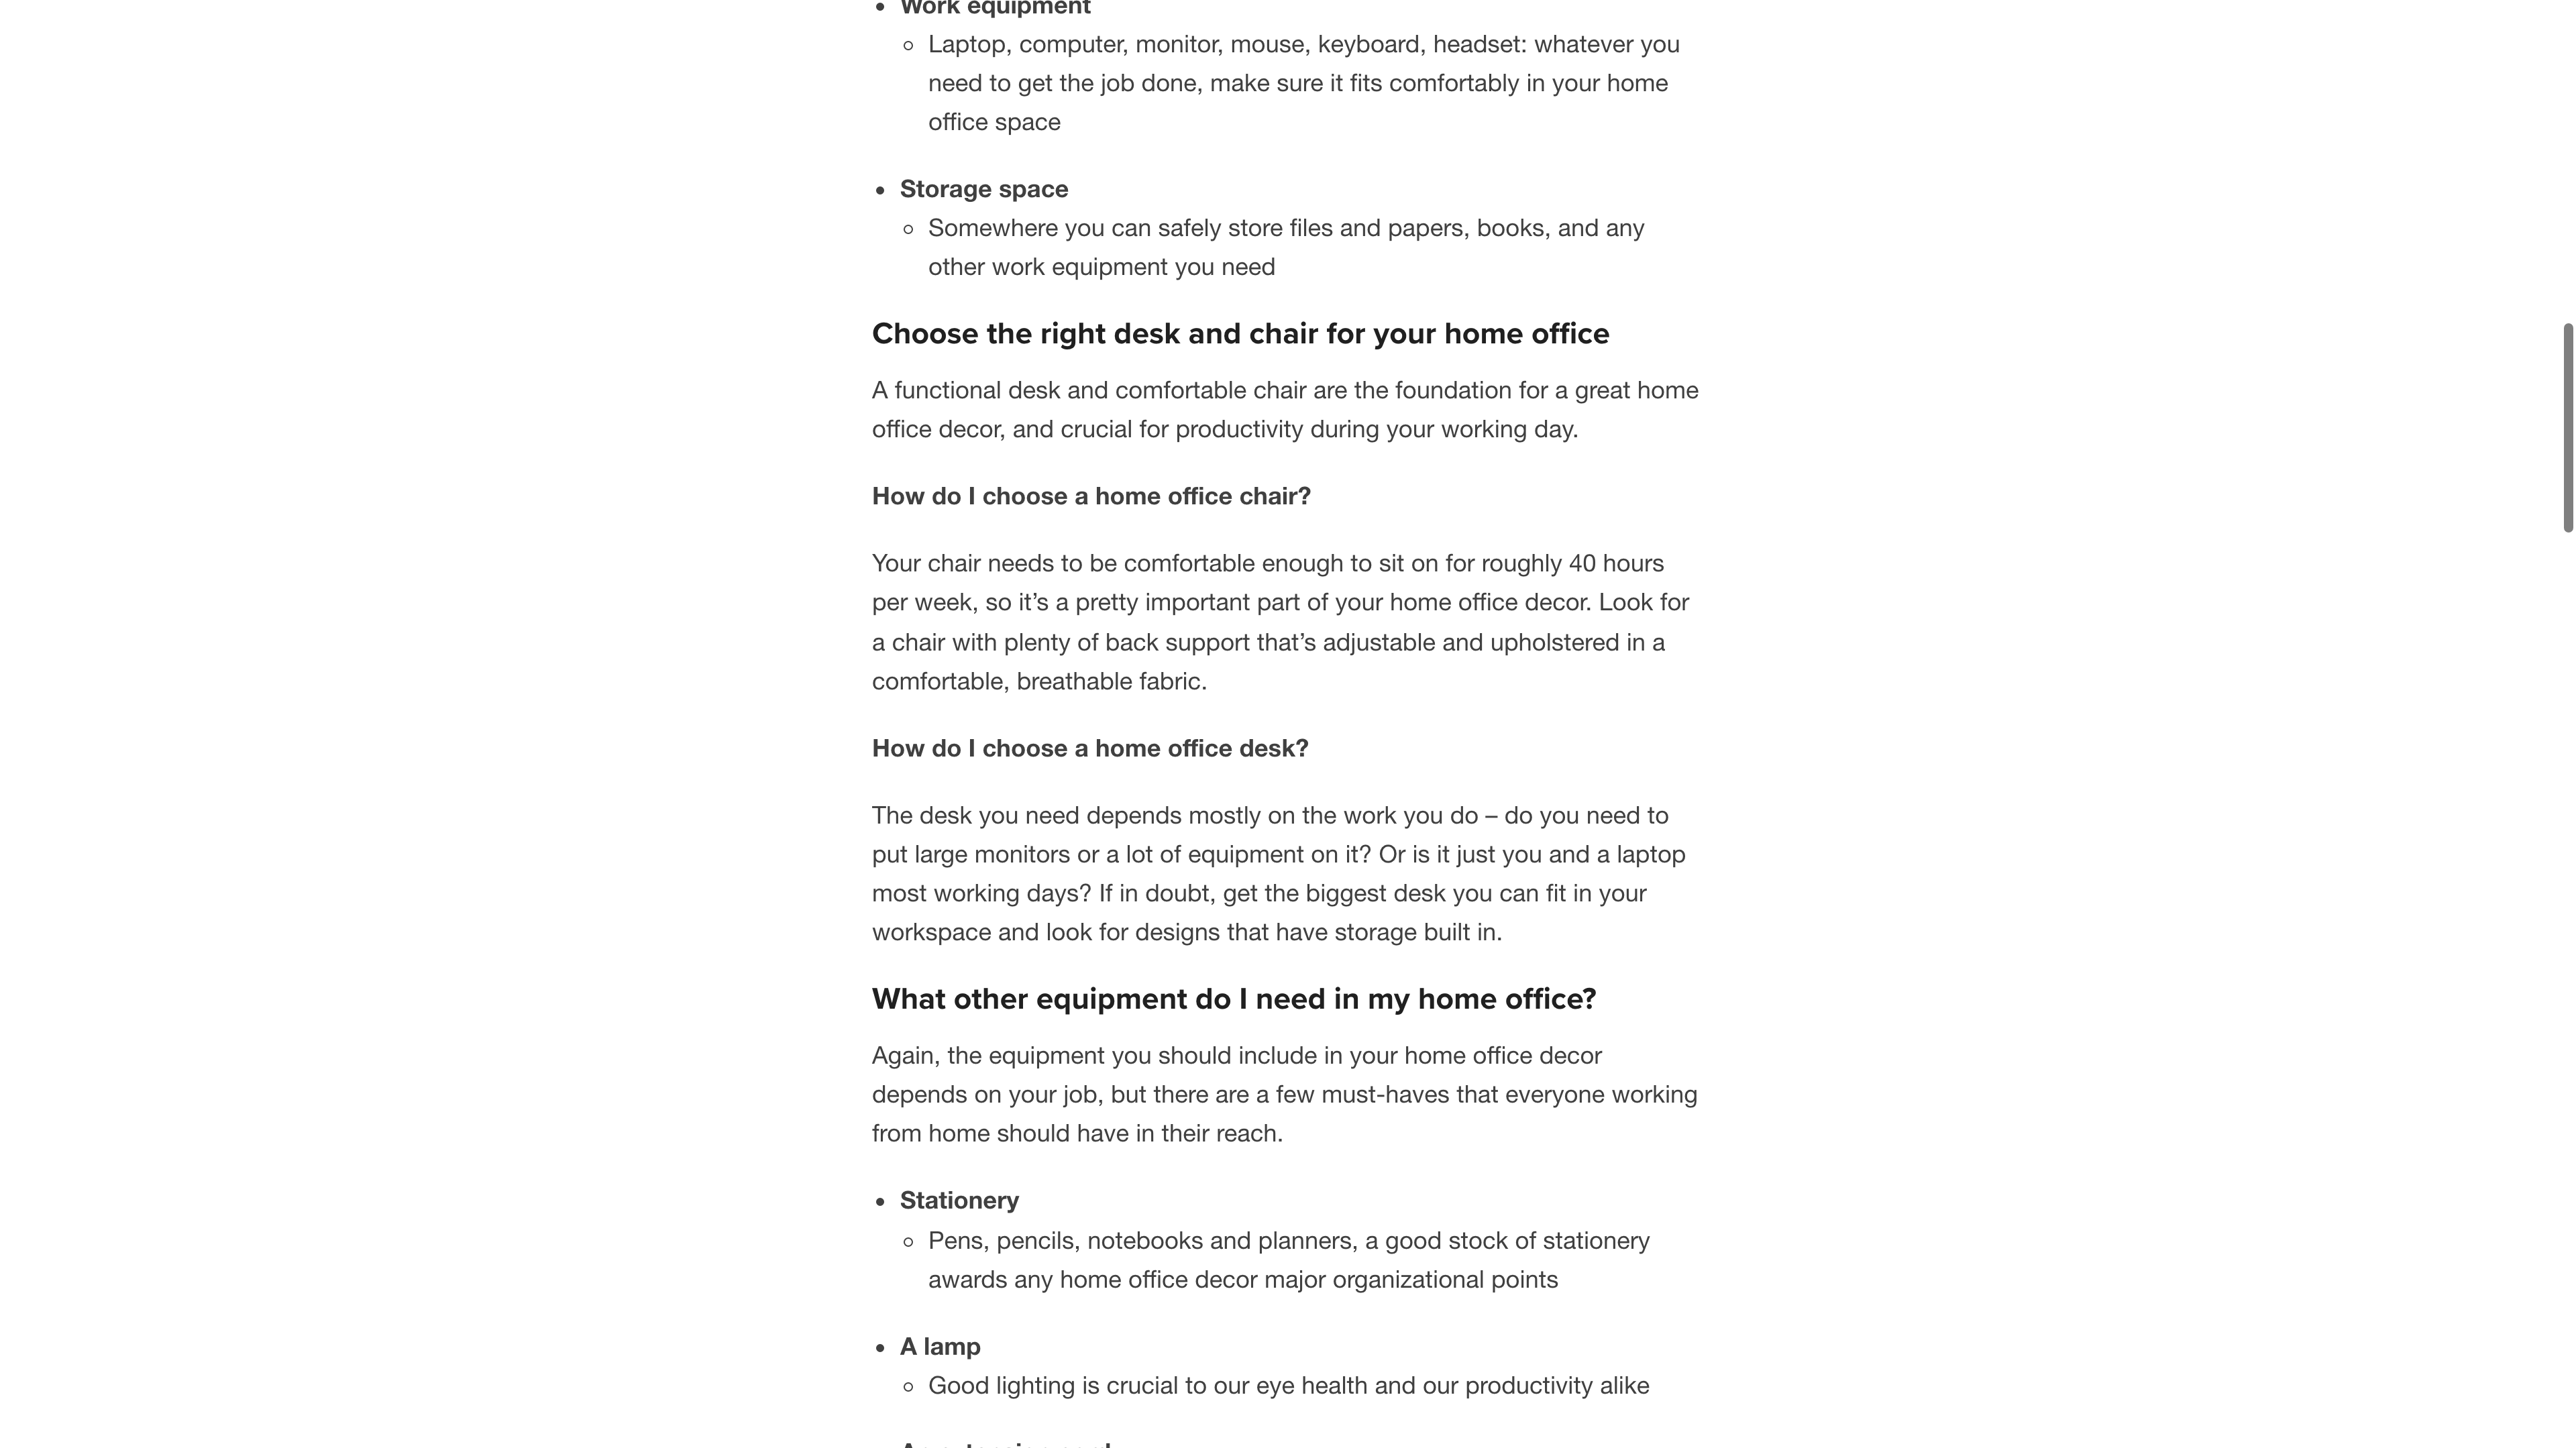 Work equipment
Laptop, computer, monitor, mouse, keyboard, headset: whatever you
need to get the job done, make sure it fits comfortably in your home
office space
Storage space
Somewhere you can safely store files and papers, books, and any
other work equipment you need
Choose the right desk and chair for your home office
A functional desk and comfortable chair are the foundation for a great home
office decor, and crucial for productivity during your working day.
How do I choose a home office chair?
Your chair needs to be comfortable enough to sit on for roughly 40 hours
per week, so it’s a pretty important part of your home office decor. Look for
a chair with plenty of back support that’s adjustable and upholstered in a
comfortable, breathable fabric.
How do I choose a home office desk?
The desk you need depends mostly on the work you do – do you need to
put large monitors or a lot of equipment on it? Or is it just you and a laptop
most working days? If in doubt, get the biggest desk you can fit in your
workspace and look for designs that have storage built in.
What other equipment do I need in my home office?
Again, the equipment you should include in your home office decor
depends on your job, but there are a few must-haves that everyone working
from home should have in their reach.
Stationery
Pens, pencils, notebooks and planners, a good stock of stationery
awards any home office decor major organizational points
A lamp
Good lighting is crucial to our eye health and our productivity alike